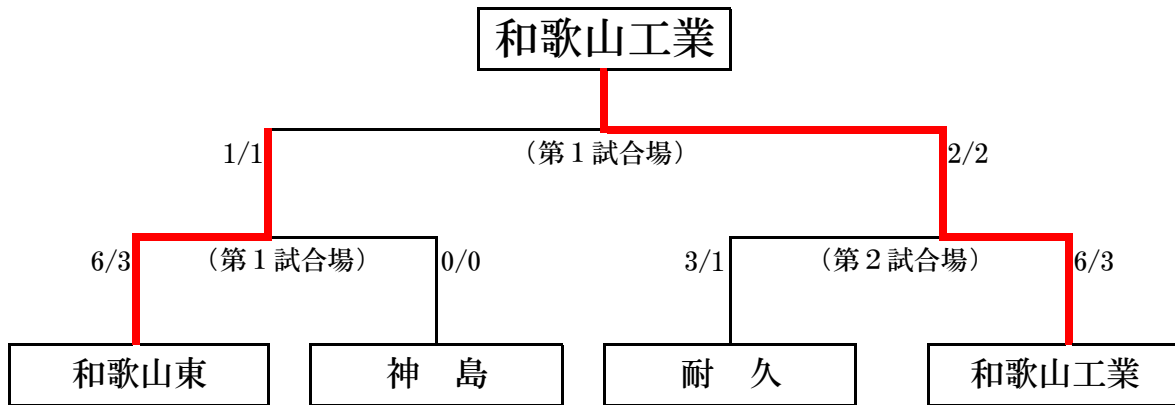 和歌山工業
1/1 (第1試合場) 2/2
6/3 (第1試合場) 0/0 3/1 (第2試合場) 6/3
和歌山東 神 島 耐 久 和歌山工業